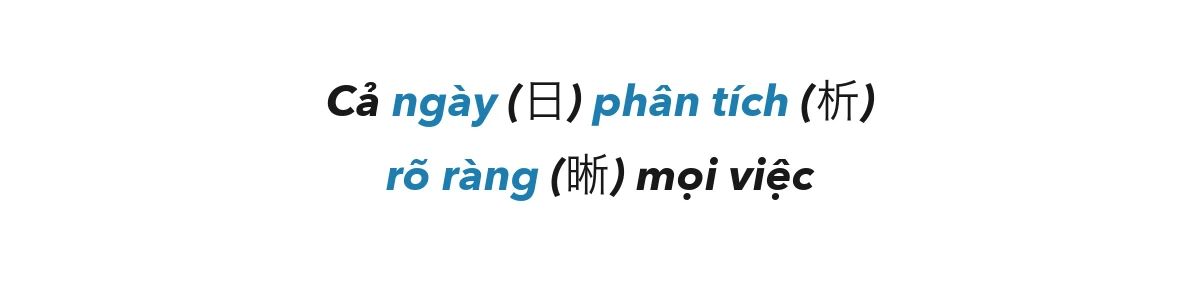 Cả ngày (日) phân tích (析)
rõ ràng (晰) mọi việc